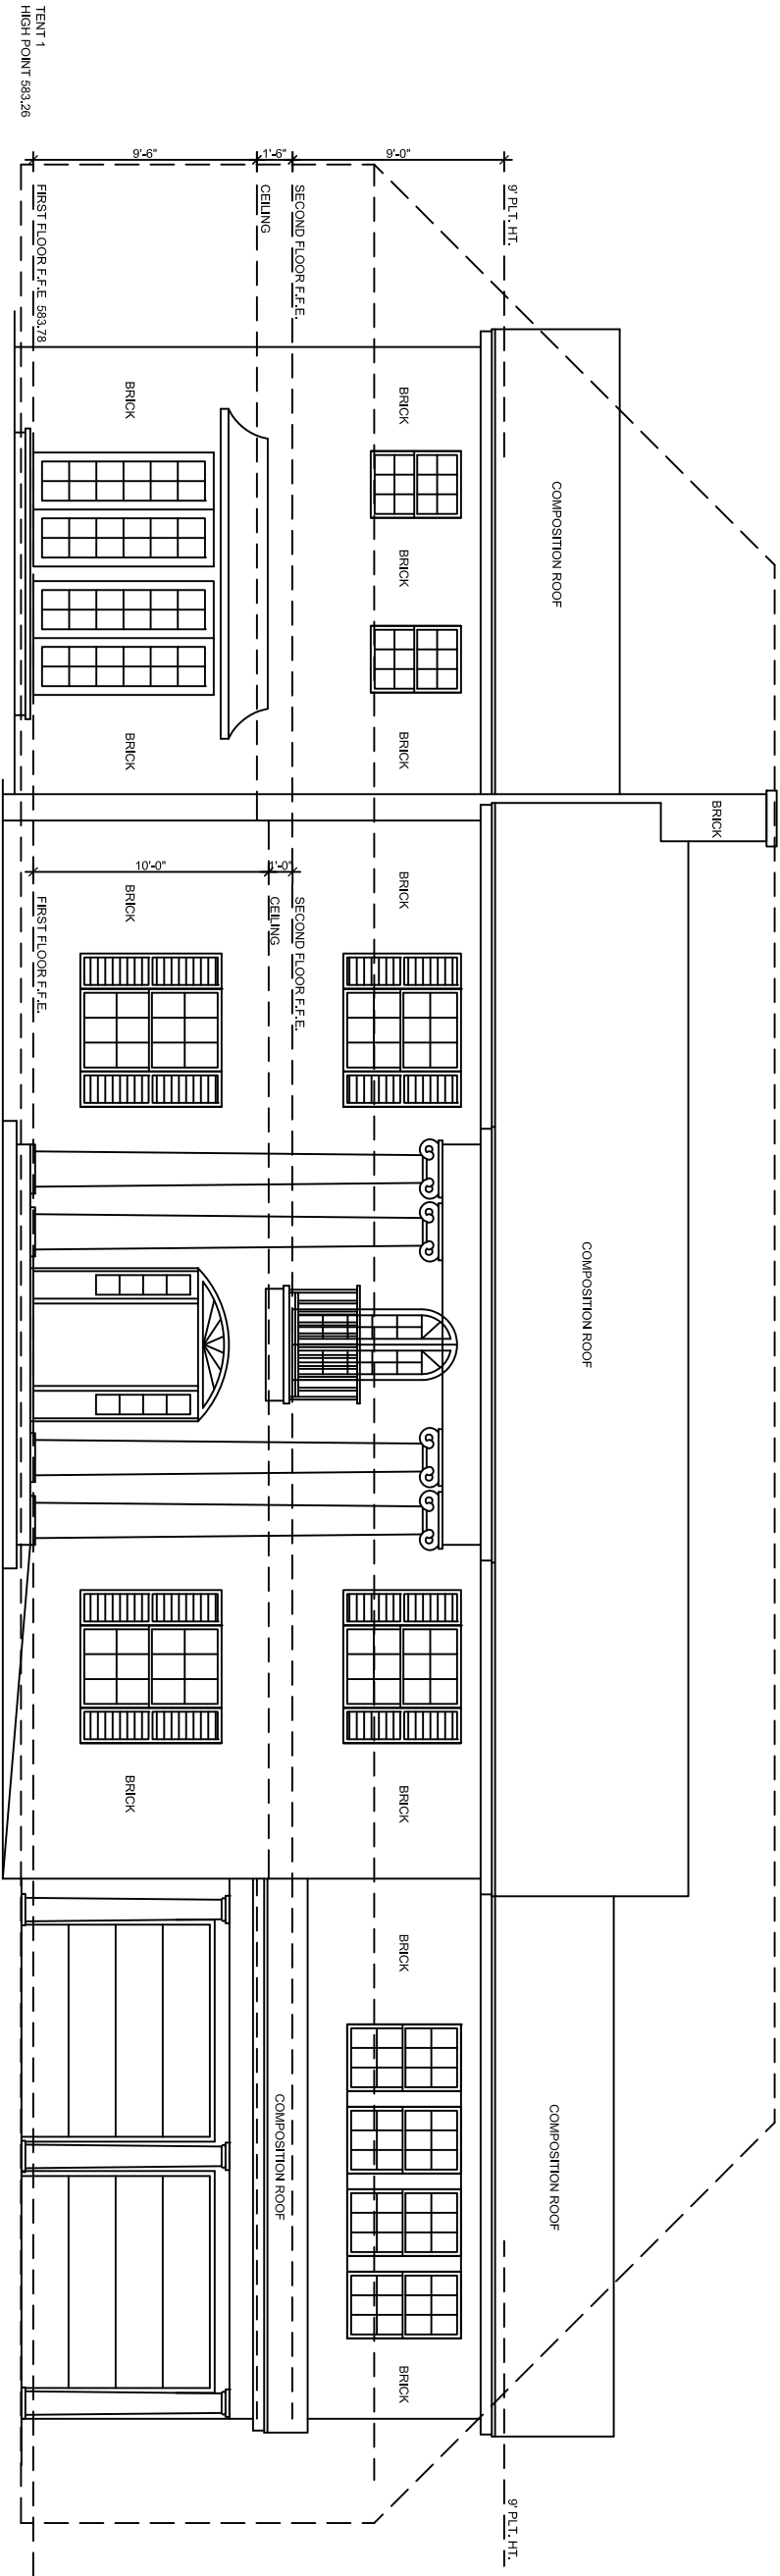 TENT 1
HIGH POINT 583.26
9'-6"
1'-6"
9'-0"
9' PLT. HT.
SECOND FLOOR F.F.E.
CEILING
FIRST FLOOR F.F.E. 583.78
BRICK
BRICK
COMPOSITION ROOF
BRICK
BRICK
BRICK
BRICK
10'-0"
1'-0"
BRICK
BRICK
SECOND FLOOR F.F.E.
CEILING
FIRST FLOOR F.F.E.
COMPOSITION ROOF
BRICK
BRICK
BRICK
COMPOSITION ROOF
COMPOSITION ROOF
BRICK
9' PLT. HT.